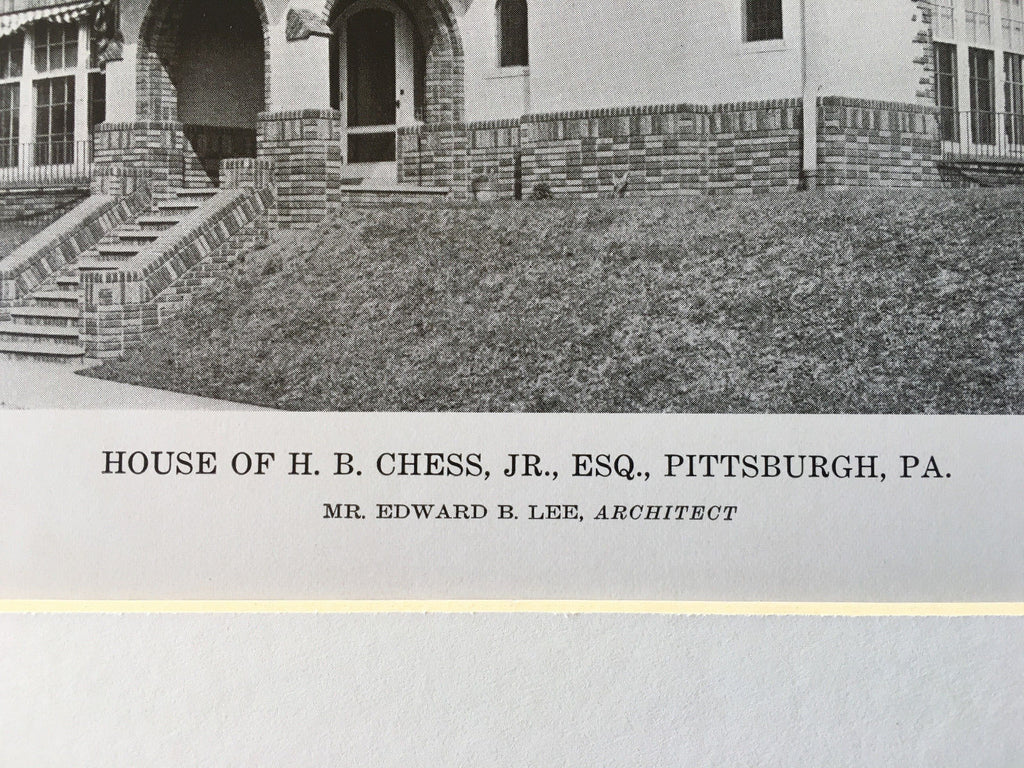 HOUSE OF H. B. CHESS, JR., ESQ., PITTSBURGH, PA.
MR. EDWARD B. LEE, ARCHITECT